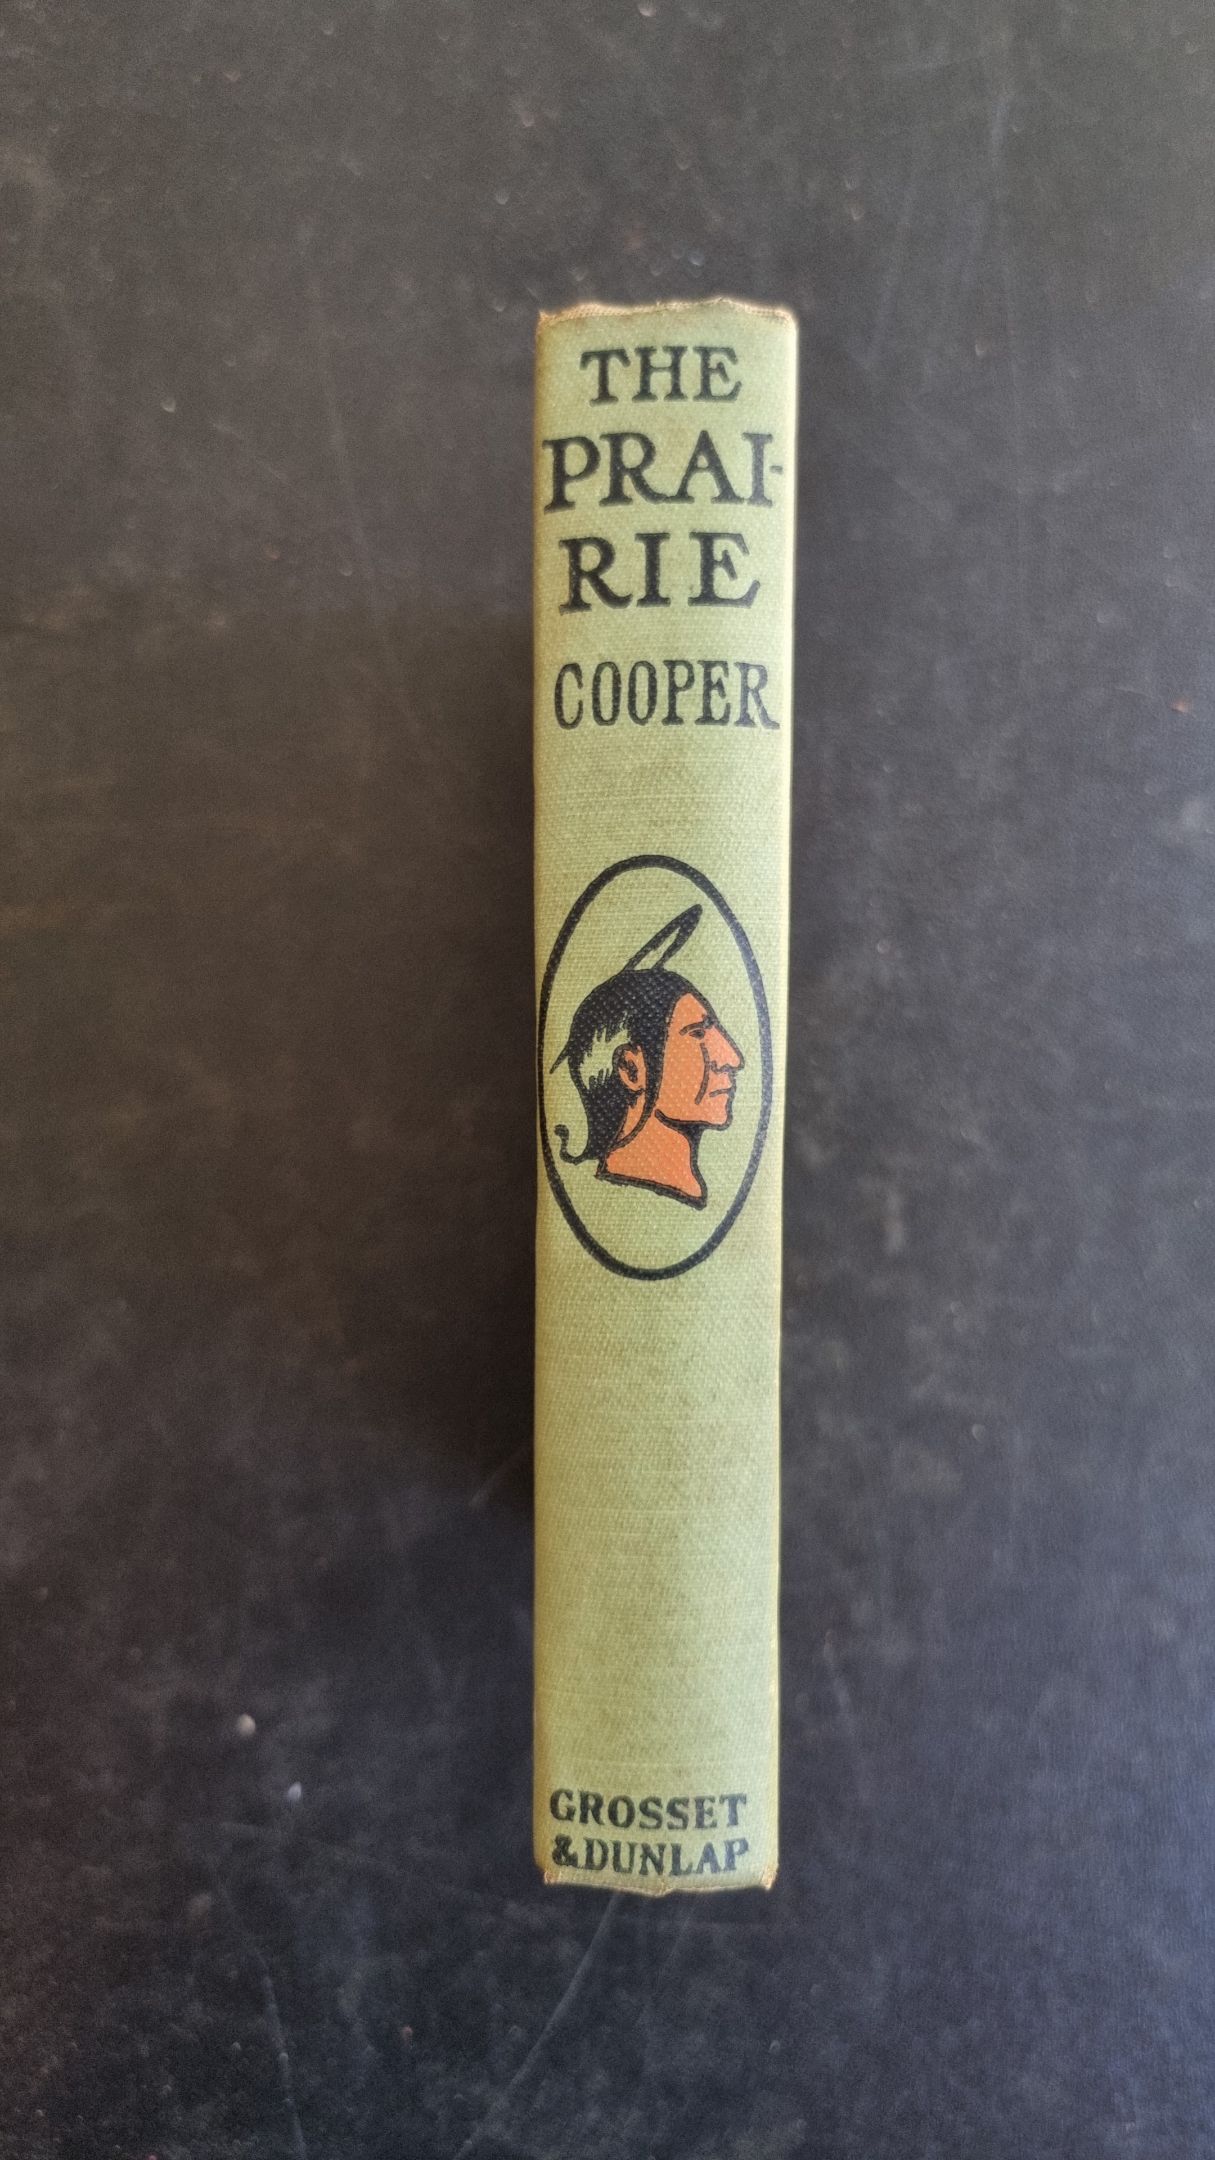 THE
PRAI-
RIE
COOPER
GROSSET
& DUNLAP